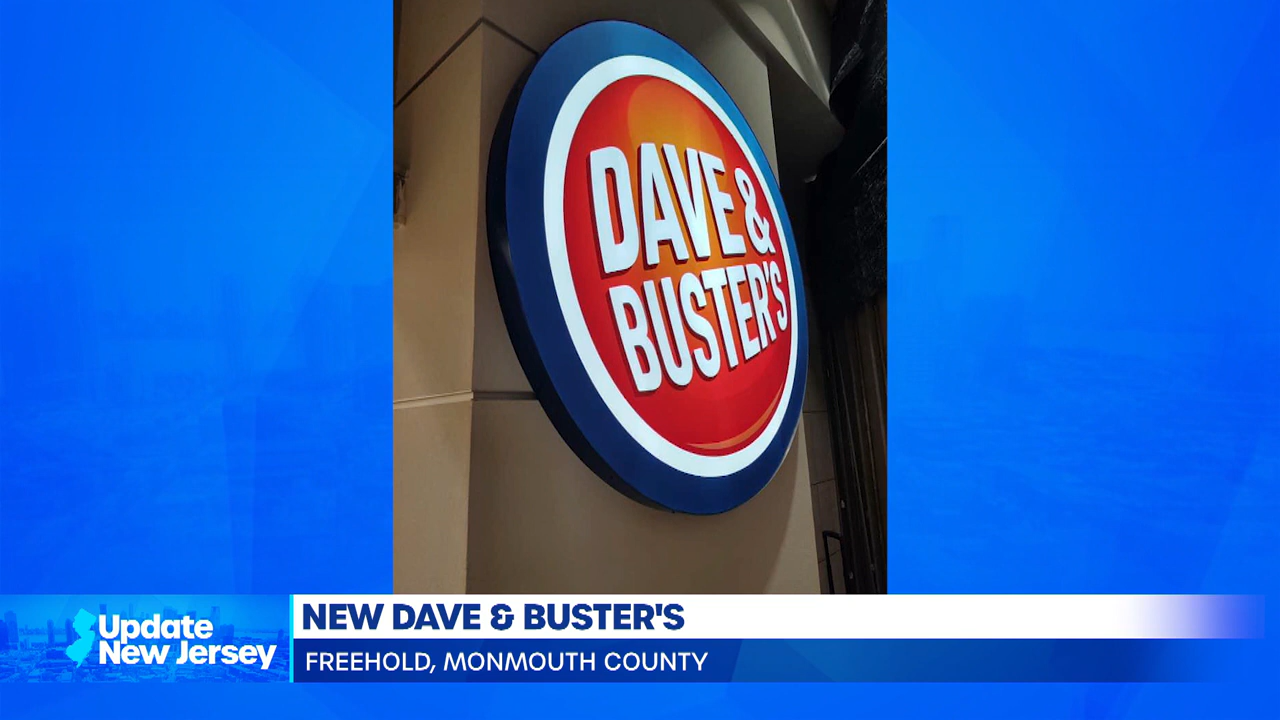 DAVE &
BUSTER'S
Update
New Jersey
NEW DAVE & BUSTER'S
FREEHOLD, MONMOUTH COUNTY